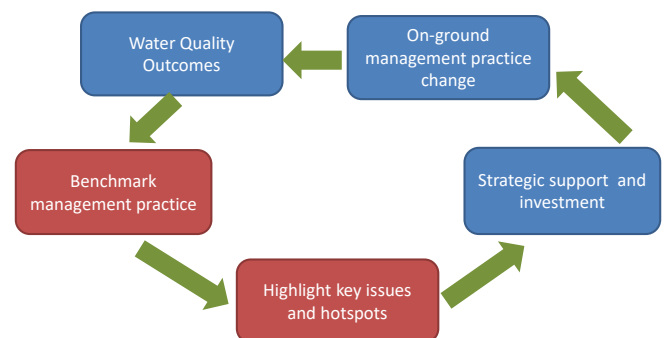 Water Quality
Outcomes
On-ground
management practice
change
Benchmark
management practice
Strategic support  and
investment
Highlight key issues
and hotspots